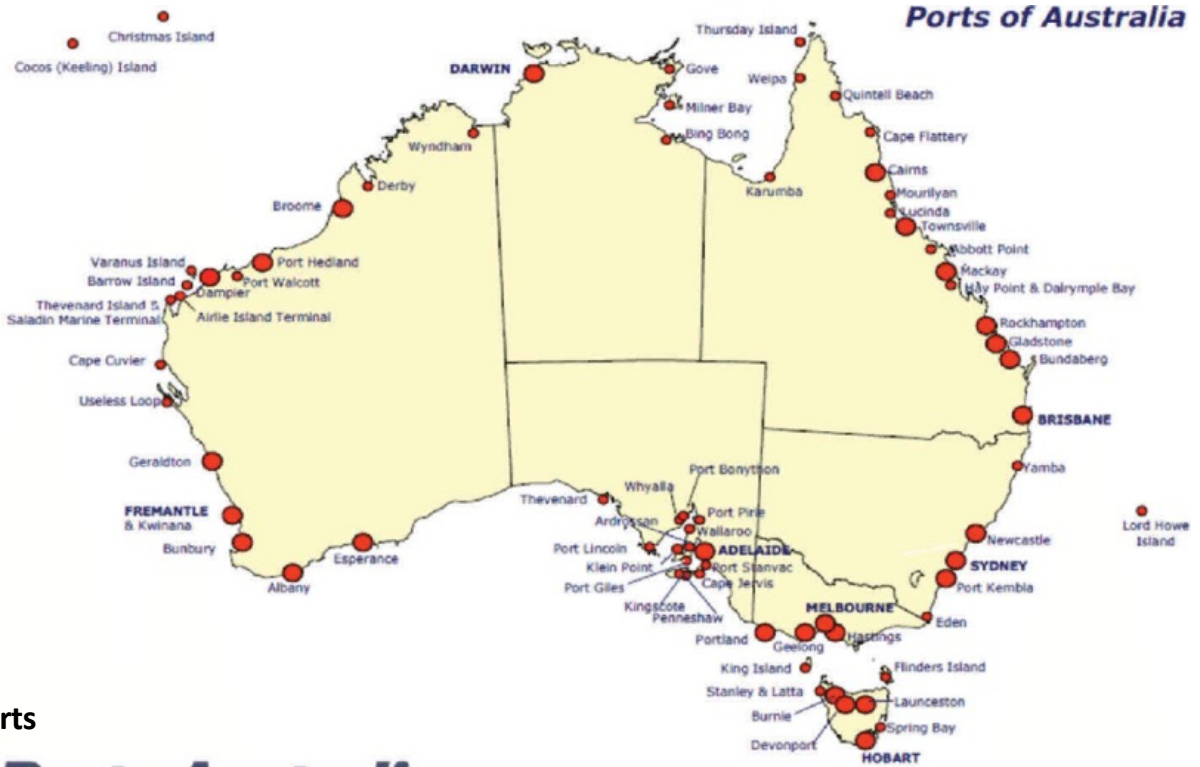 Ports of Australia
Christmas Island
Cocos (Keeling) Island
Thursday Island
DARWIN
Gove
Weipa
Quintell Beach
Milner Bay
Bing Bong
Cape Flattery
Wyndham
Cairns
Derby
Karumba
Mourilyan
Broome
Lucinda
Townsville
Abbott Point
Varanus Island
Port Hedland
Mackay
Barrow Island
Port Walcott
Hay Point & Dalrymple Bay
Dampier
Thevenard Island &
Saladin Marine Terminal
Airlie Island Terminal
Rockhampton
Gladstone
Cape Cuvier
Bundaberg
Useless Loop
BRISBANE
Geraldton
Port Bonython
Yamba
Whyalla
Thevenard
FREMANTLE
& Kwinana
Port Pirie
Ardrossan
Wallaroo
Lord Howe
Island
Newcastle
Bunbury
Esperance
Port Lincoln
ADELAIDE
Klein Point
Port Stanvac
SYDNEY
Albany
Port Giles
Cape Jervis
Port Kembla
Kingscote
Penneshaw
MELBOURNE
Eden
Portland
Geelong
Hastings
King Island
Flinders Island
Stanley & Latta
Launceston
Burnie
Spring Bay
Devonport
HOBART
rts